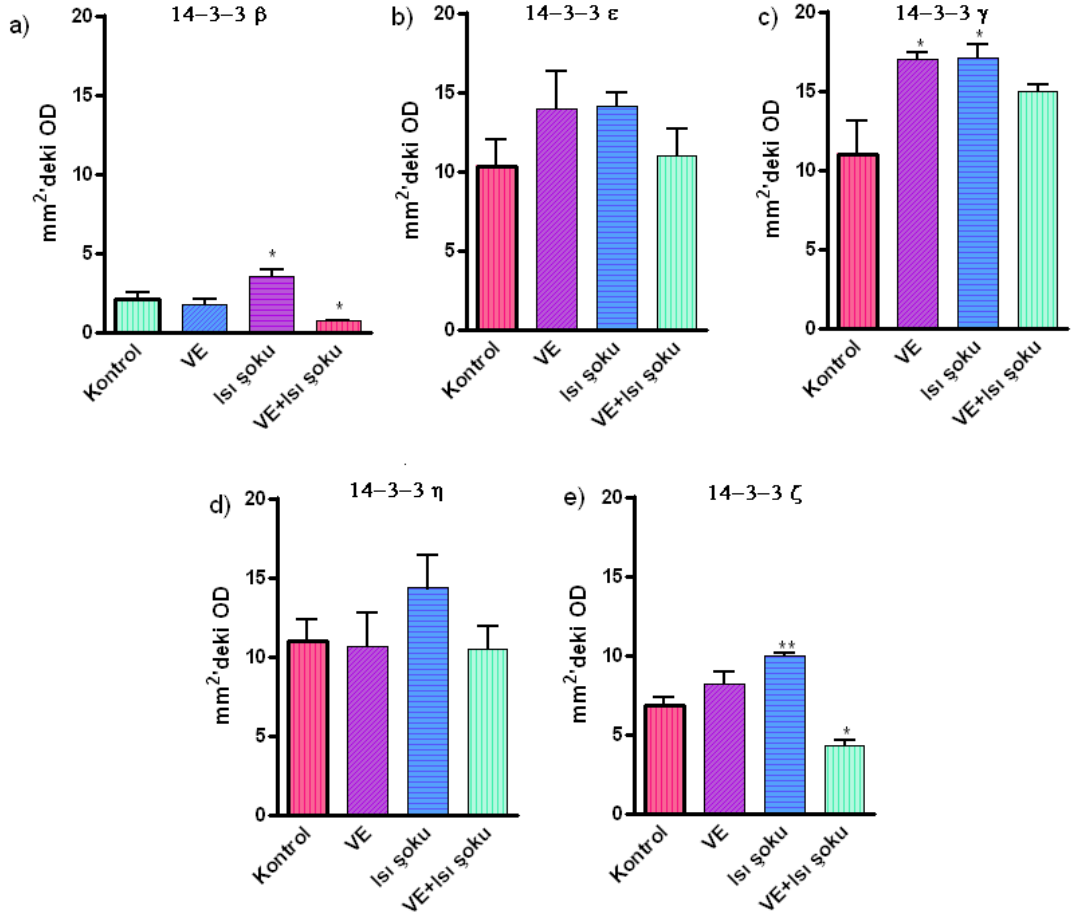 a)
14-3-3 β
mm²'deki OD
20
15
10
5
0
*
*
Kontrol
VE
Isı şoku
VE+Isı şoku
b)
14-3-3 ε
mm²'deki OD
20
15
10
5
0
Kontrol
VE
Isı şoku
VE+Isı şoku
c)
14-3-3 γ
mm²'deki OD
20
15
10
5
0
*
*
Kontrol
VE
Isı şoku
VE+Isı şoku
d)
14-3-3 η
mm²'deki OD
20
15
10
5
0
Kontrol
VE
Isı şoku
VE+Isı şoku
e)
14-3-3 ζ
mm²'deki OD
20
15
10
5
0
**
*
Kontrol
VE
Isı şoku
VE+Isı şoku